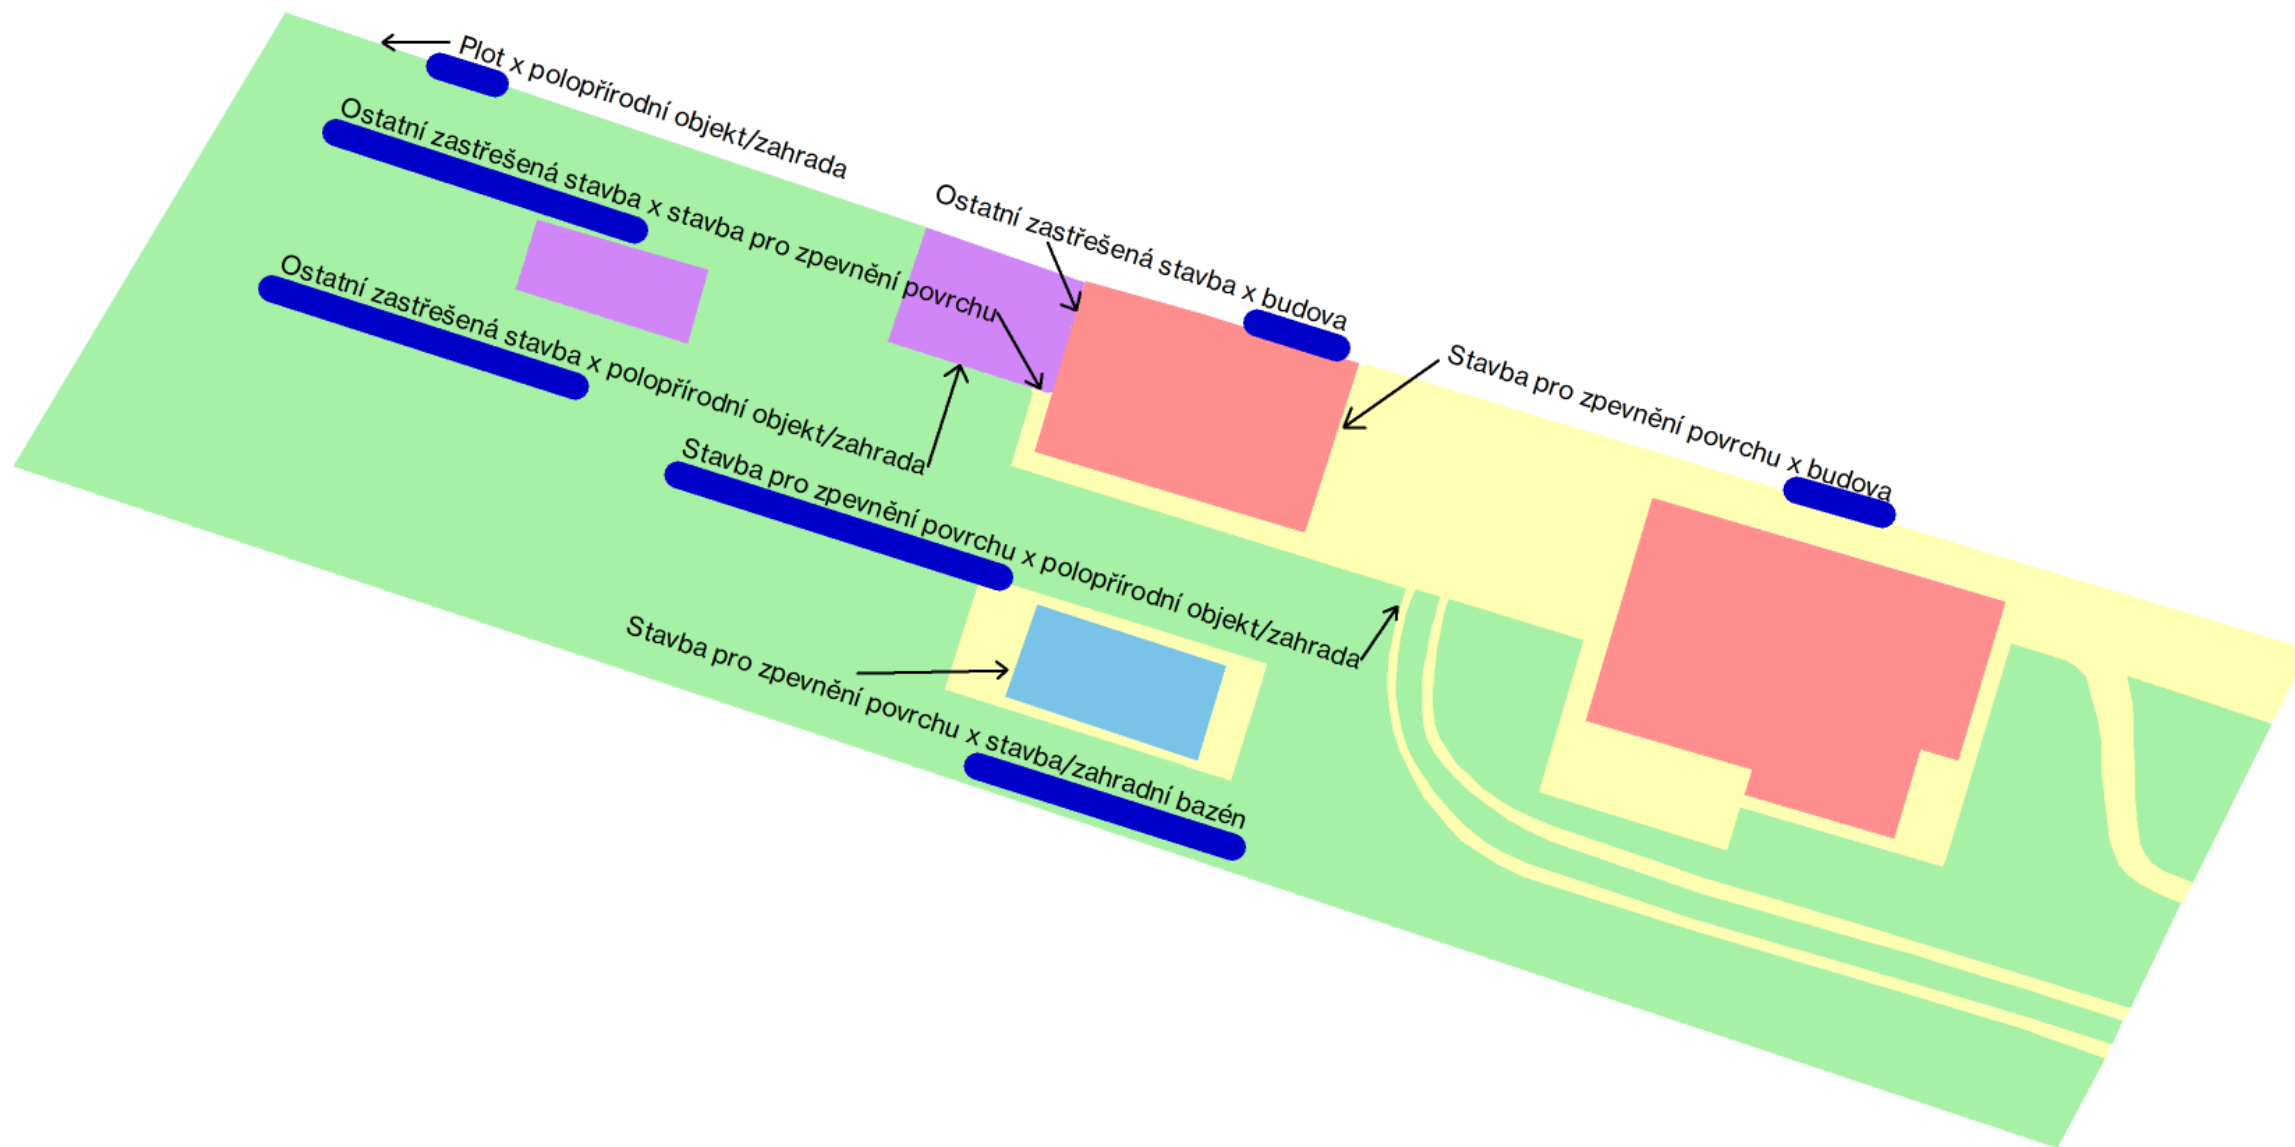 Plot x polopřírodní objekt/zahrada
Ostatní zastřešená stavba x stavba pro zpevnění povrchu
Ostatní zastřešená stavba x budova
Ostatní zastřešená stavba x polopřírodní objekt/zahrada
Stavba pro zpevnění povrchu x budova
Stavba pro zpevnění povrchu x polopřírodní objekt/zahrada
Stavba pro zpevnění povrchu x stavba/zahradní bazén